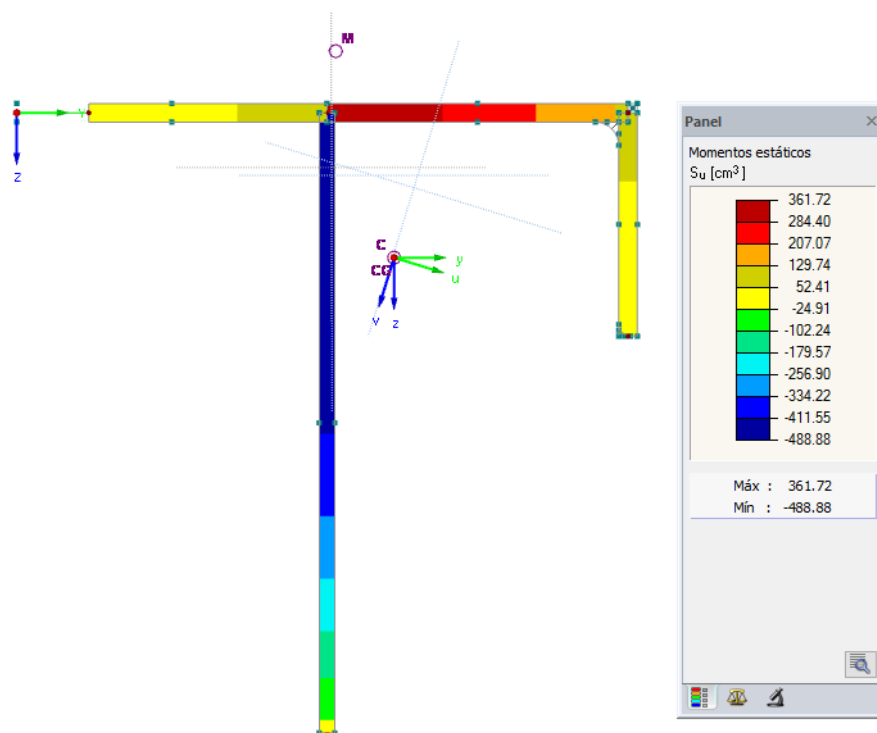 M
Y
z
C
CG
y
u
v
z
Panel
Momentos estáticos
Su [cm³]
361.72
284.40
207.07
129.74
52.41
-24.91
-102.24
-179.57
-256.90
-334.22
-411.55
-488.88
Máx : 361.72
Mín : -488.88